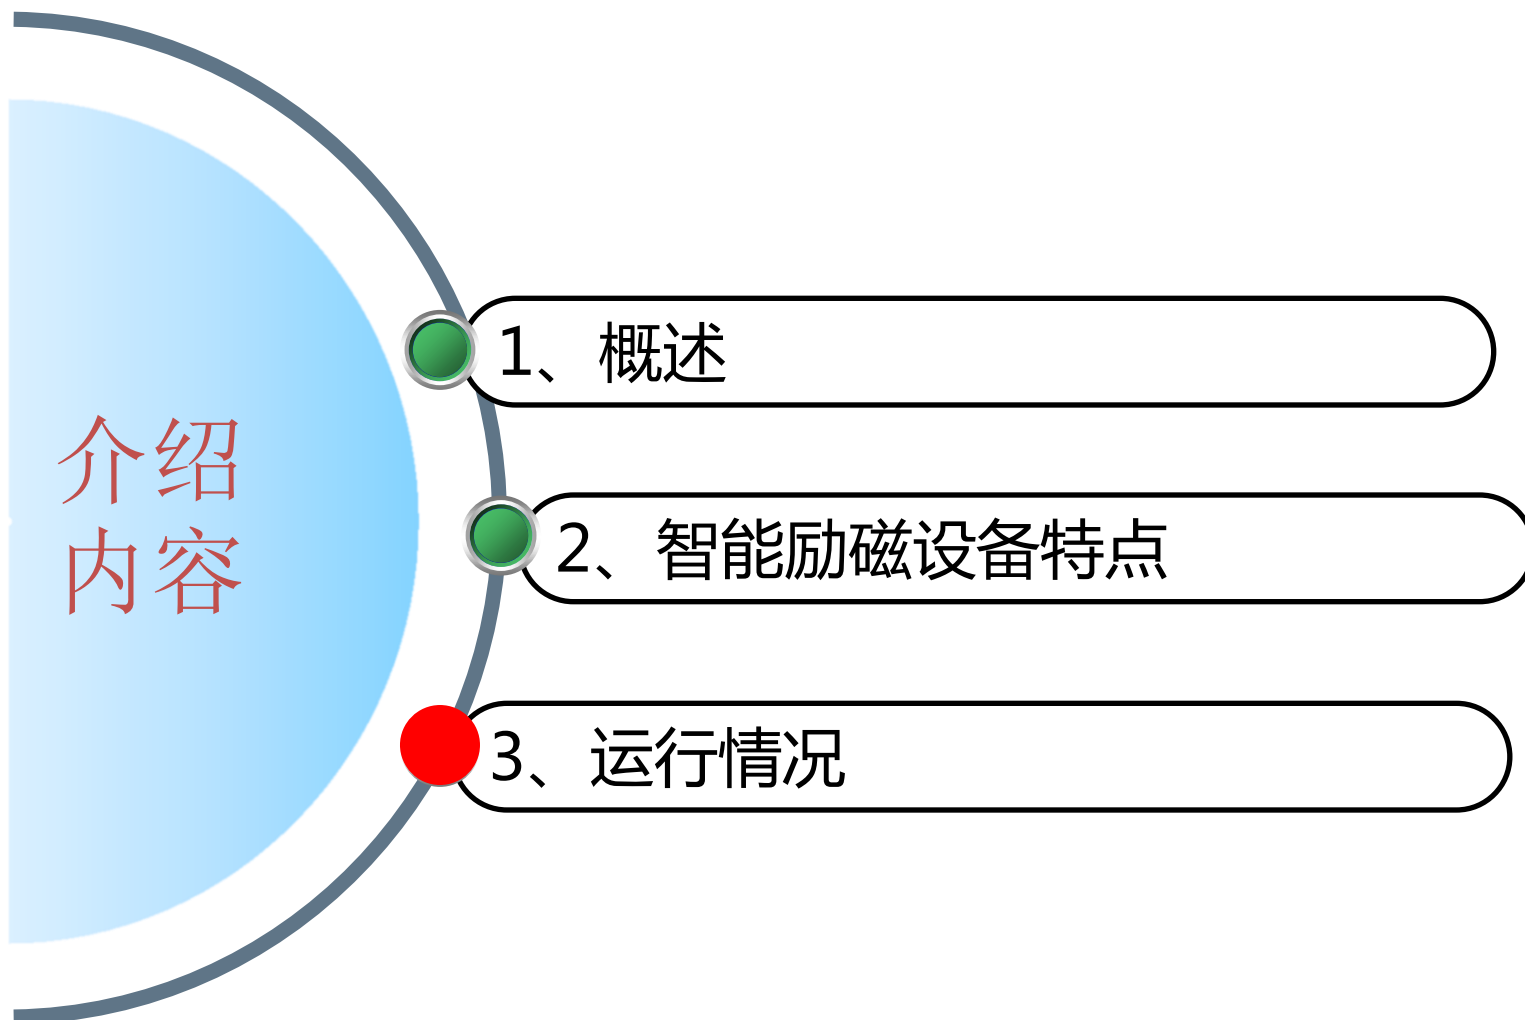 介绍
内容
1、概述
2、智能励磁设备特点
3、运行情况